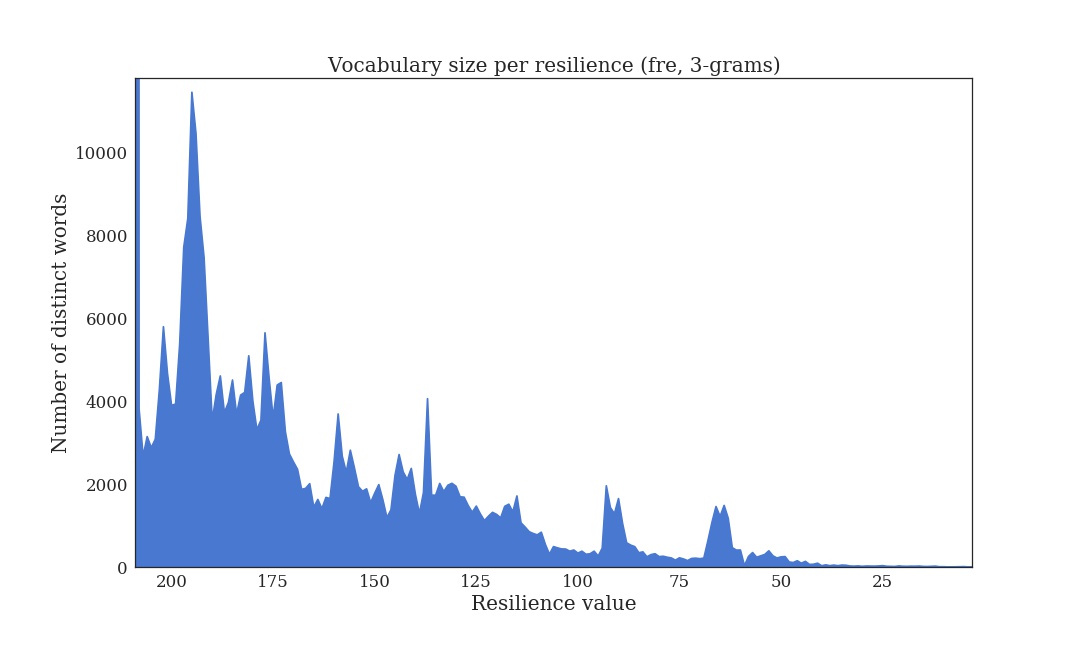 Vocabulary size per resilience (fre, 3-grams)
Number of distinct words
10000
8000
6000
4000
2000
0
200 175 150 125 100 75 50 25
Resilience value